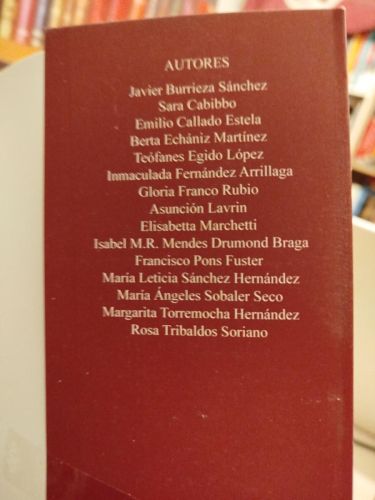 AUTORES
Javier Burrieza Sánchez
Sara Cabibbo
Emilio Callado Estela
Berta Echániz Martínez
Teófanes Egido López
Inmaculada Fernández Arrillaga
Gloria Franco Rubio
Asunción Lavrin
Elisabetta Marchetti
Isabel M.R. Mendes Drumond Braga
Francisco Pons Fuster
María Leticia Sánchez Hernández
María Ángeles Sobaler Seco
Margarita Torremocha Hernández
Rosa Tribaldos Soriano